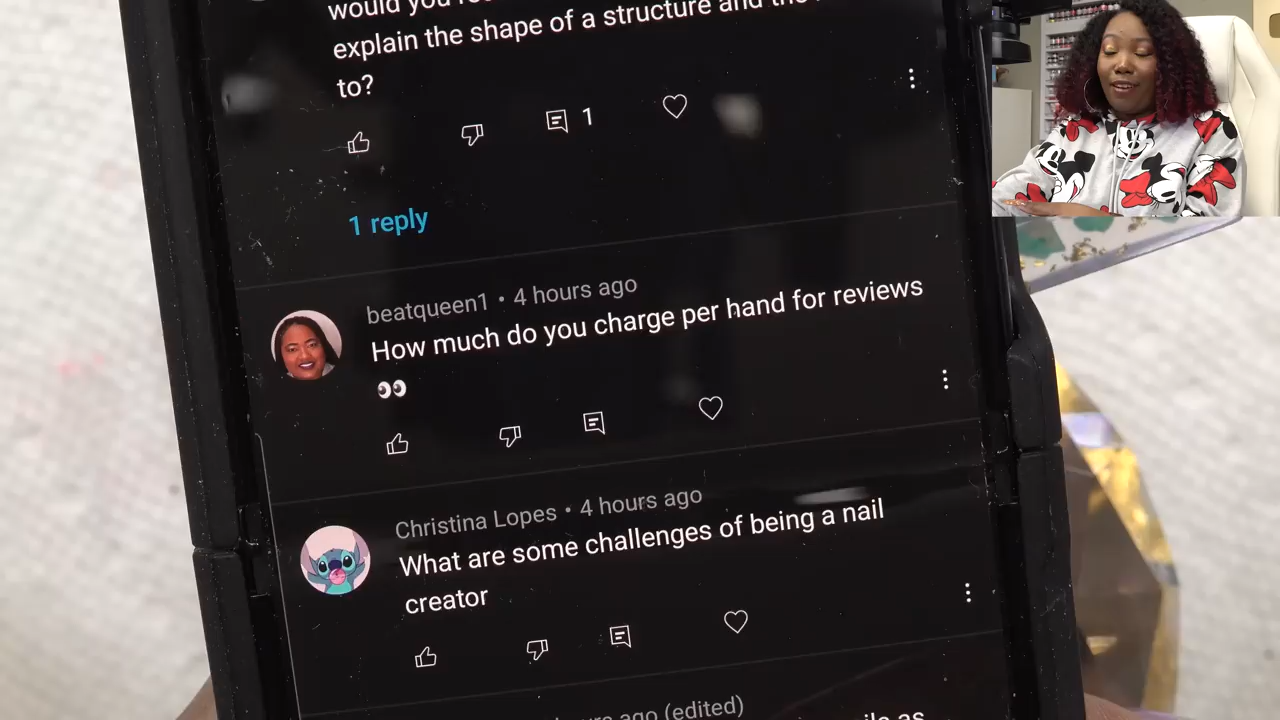 would you
explain the shape of a structure and the
to?
1
1 reply
beatqueen1 • 4 hours ago
How much do you charge per hand for reviews
👀
Christina Lopes • 4 hours ago
What are some challenges of being a nail
creator
ago (edited)
as